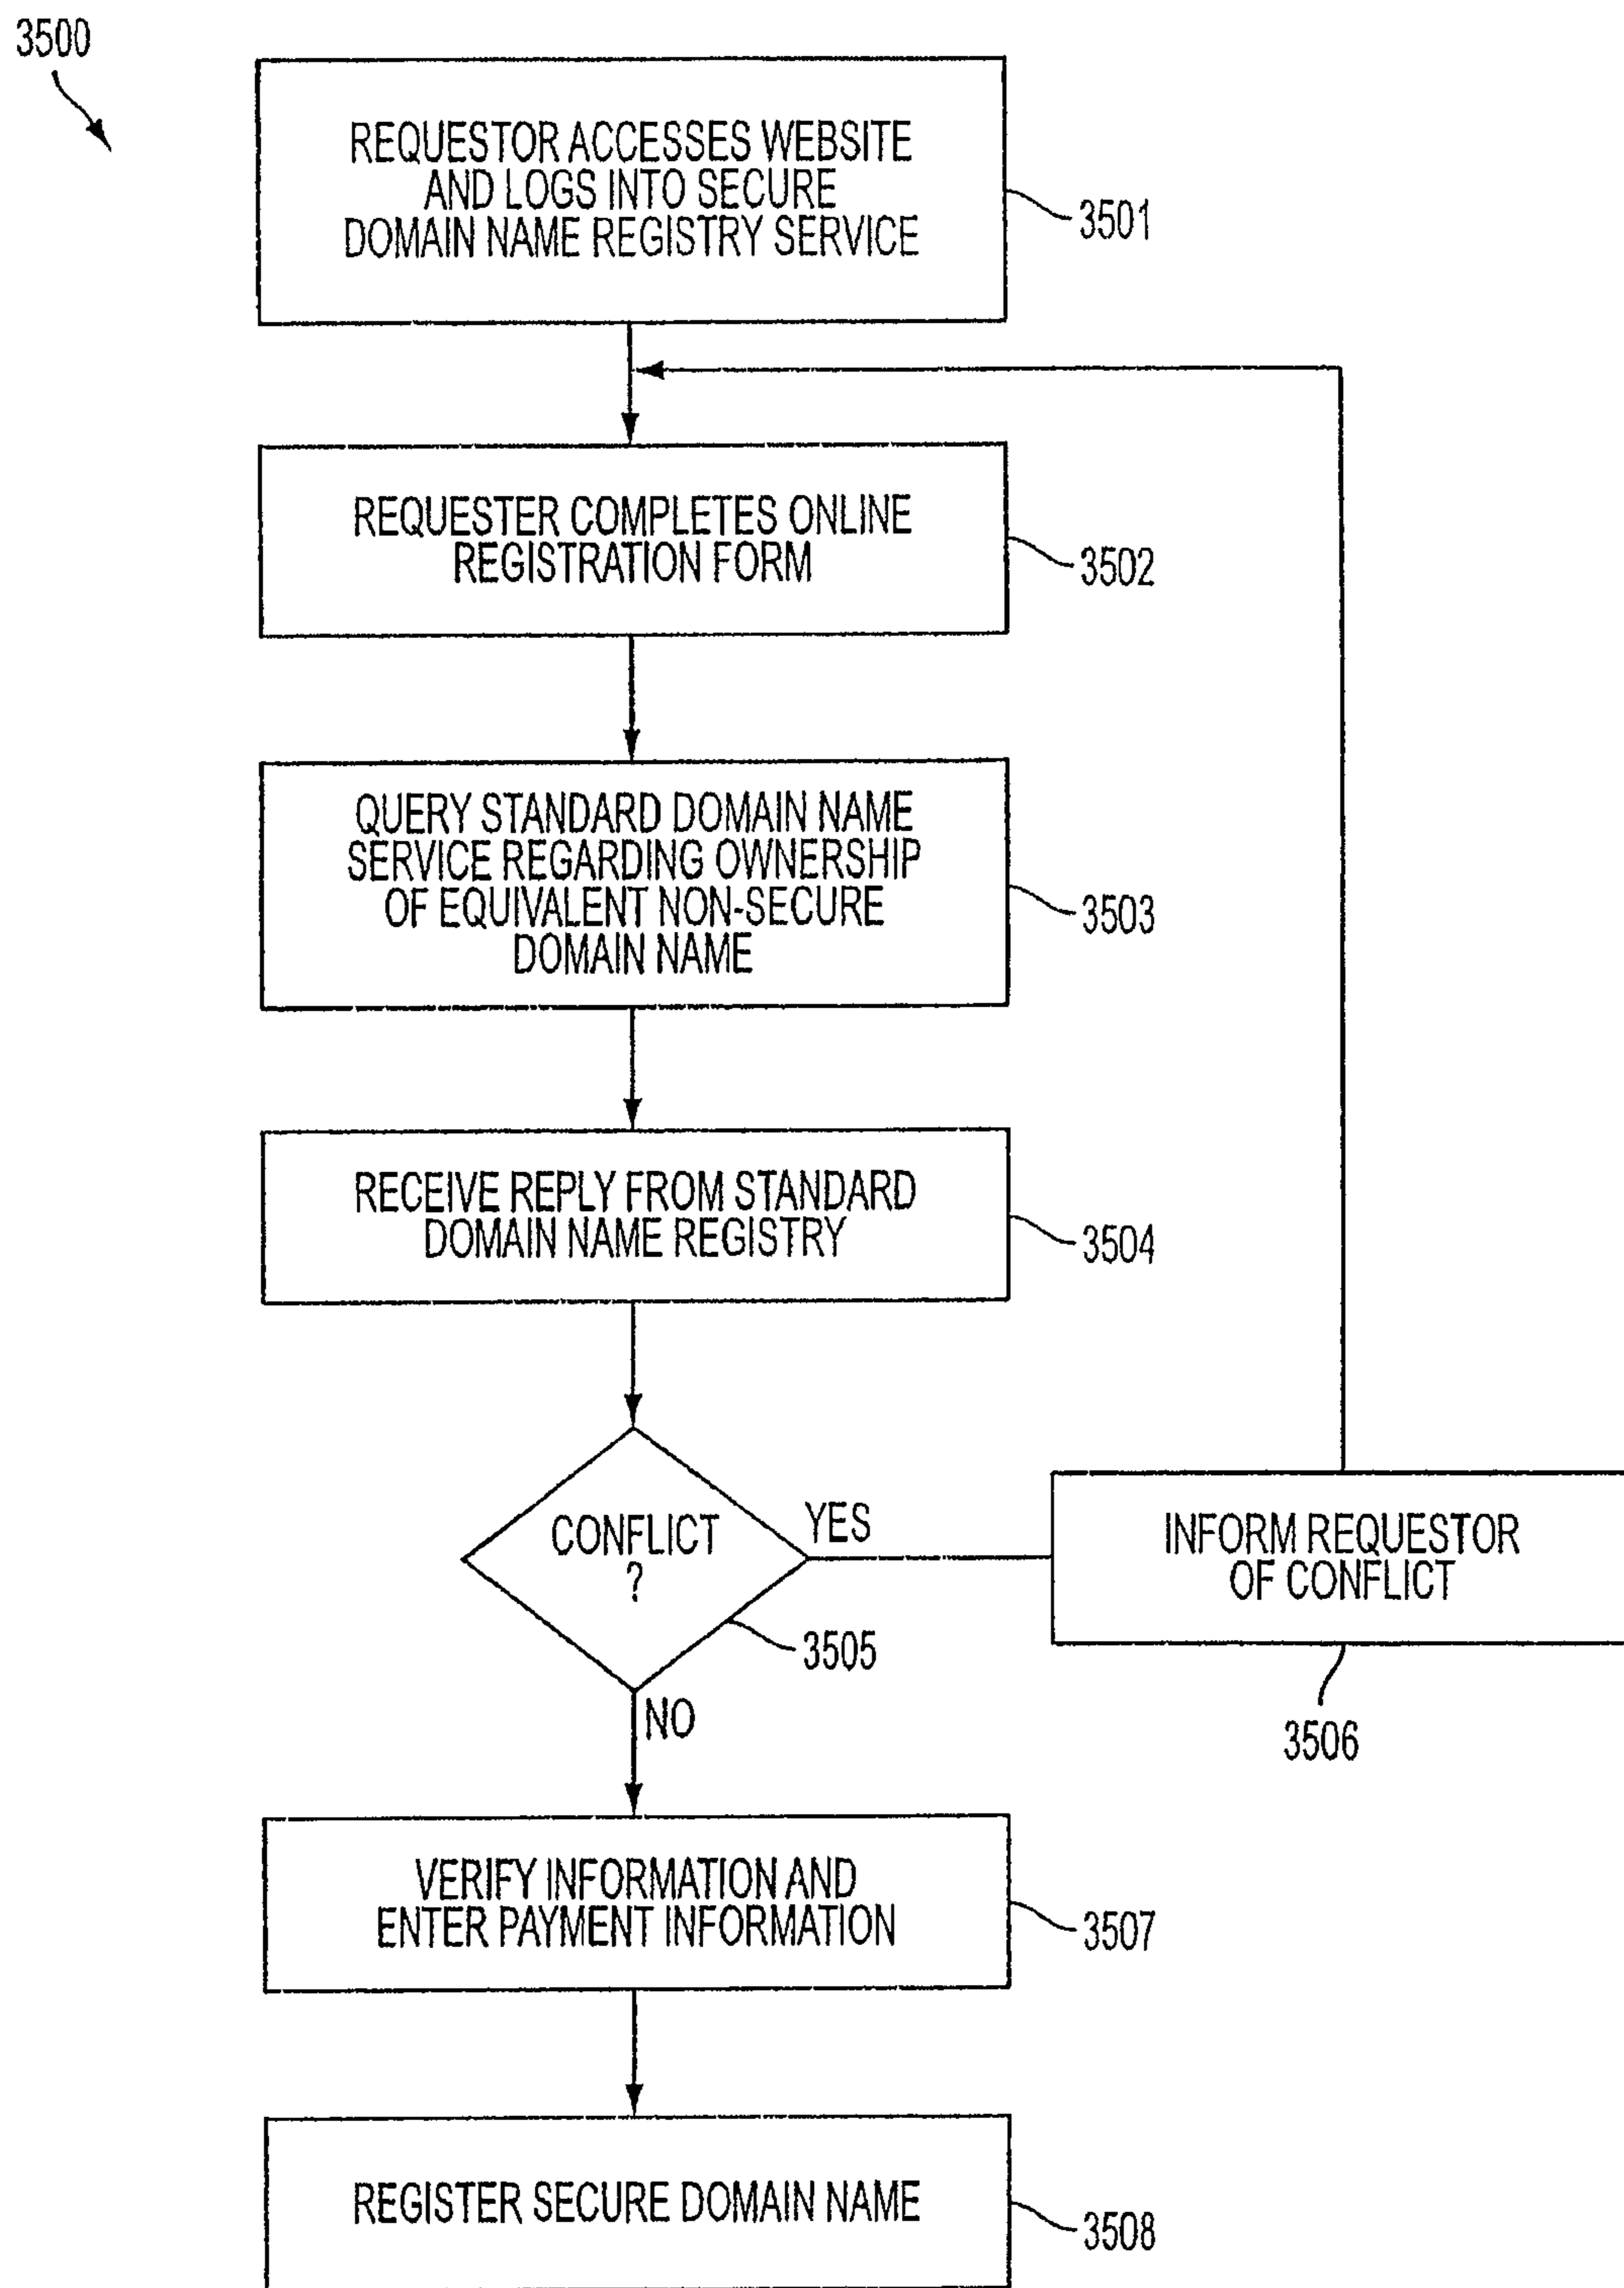 3500
REQUESTOR ACCESSES WEBSITE
AND LOGS INTO SECURE
DOMAIN NAME REGISTRY SERVICE
3501
REQUESTER COMPLETES ONLINE
REGISTRATION FORM
3502
QUERY STANDARD DOMAIN NAME
SERVICE REGARDING OWNERSHIP
OF EQUIVALENT NON-SECURE
DOMAIN NAME
3503
RECEIVE REPLY FROM STANDARD
DOMAIN NAME REGISTRY
3504
CONFLICT
?
YES
3505
NO
INFORM REQUESTOR
OF CONFLICT
3506
VERIFY INFORMATION AND
ENTER PAYMENT INFORMATION
3507
REGISTER SECURE DOMAIN NAME
3508